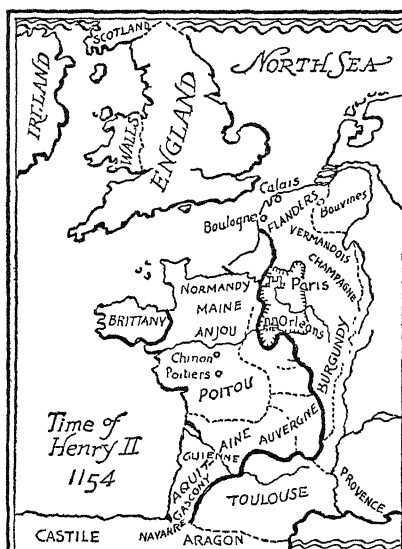 SCOTLAND
NORTH SEA
IRELAND
WALLS
ENGLAND
Calais
Boulogne
FLANDERS
Bouvines
VERMANDOIS
CHAMPAGNE
NORMANDY
Paris
MAINE
BRITTANY
ANJOU
Orleans
BURGUNDY
Chinon
Poitiers
POITOU
Time of
Henry II
1154
AUVERGNE
AQUITAINE
GUIENNE
GASCONY
TOULOUSE
PROVENCE
NAVARRE
CASTILE
ARAGON